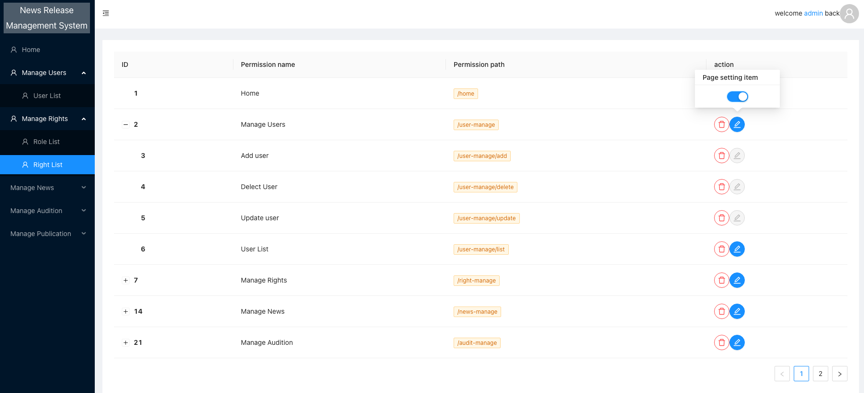 News Release
Management System
welcome admin back
Home
Manage Users
User List
Manage Rights
Role List
Right List
Manage News
Manage Audition
Manage Publication
ID Permission name Permission path action
Page setting item
1 Home /home
2 Manage Users /user-manage
3 Add user /user-manage/add
4 Delect User /user-manage/delete
5 Update user /user-manage/update
6 User List /user-manage/list
7 Manage Rights /right-manage
14 Manage News /news-manage
21 Manage Audition /audit-manage
1 2